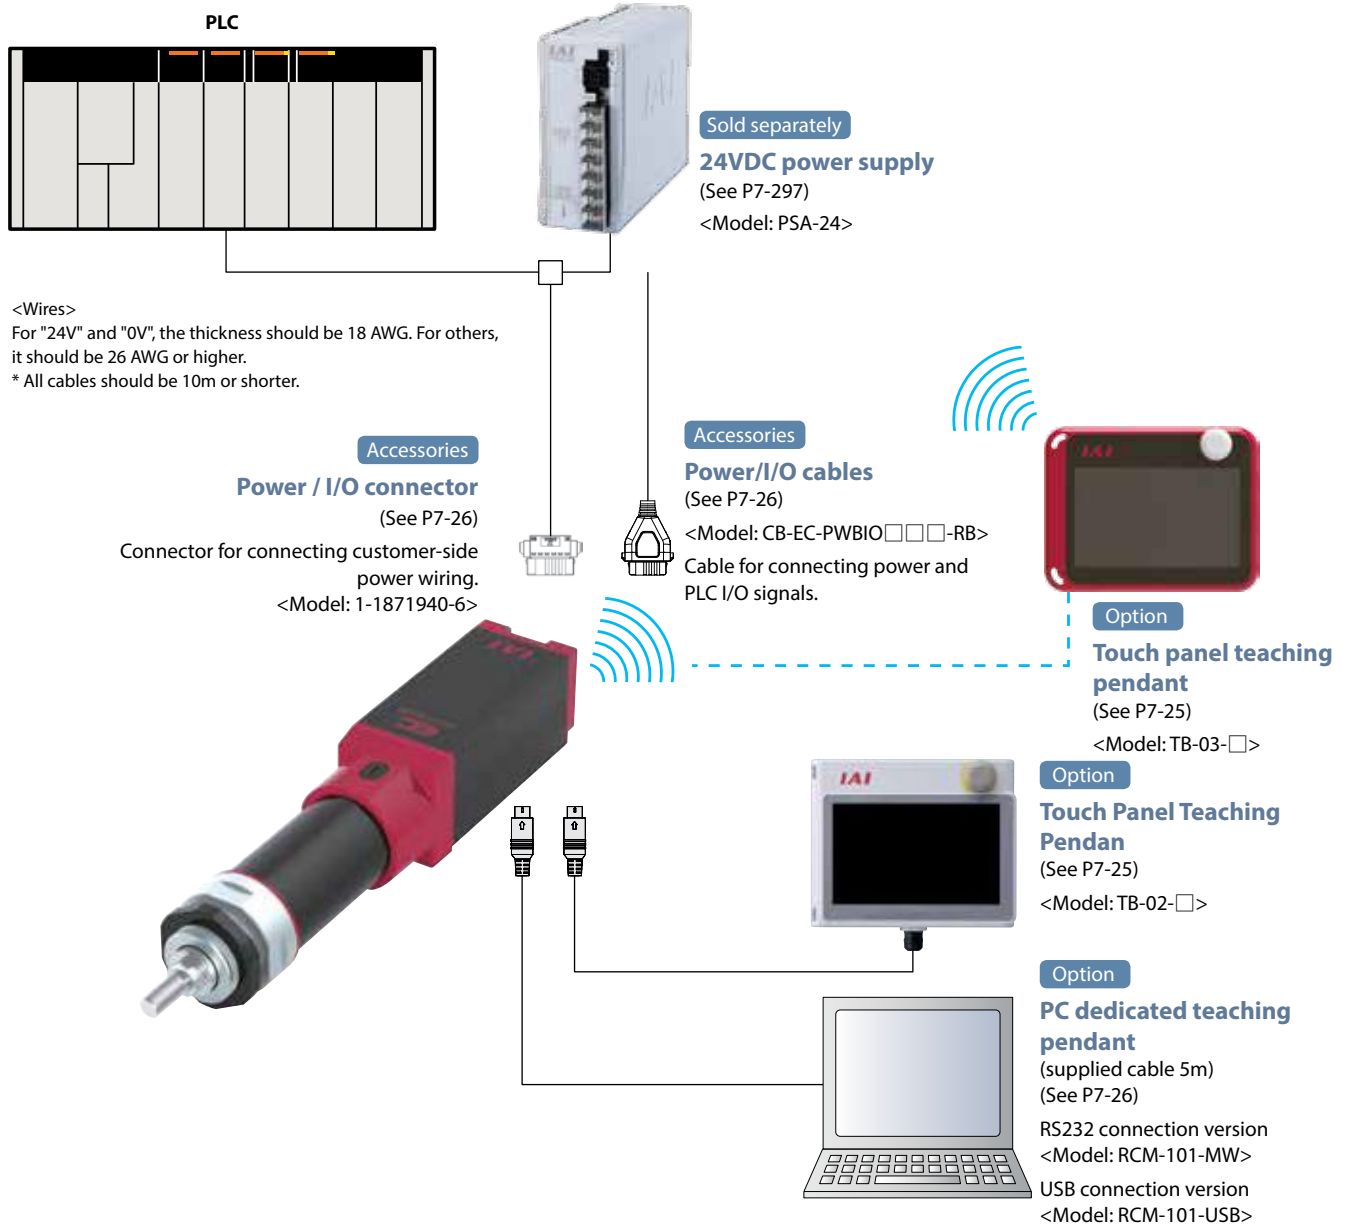 PLC
IAI
Sold separately
24VDC power supply
(See P7-297)
<Model: PSA-24>
<Wires>
For "24V" and "0V", the thickness should be 18 AWG. For others,
it should be 26 AWG or higher.
* All cables should be 10m or shorter.
Accessories
Power / I/O connector
(See P7-26)
Connector for connecting customer-side
power wiring.
<Model: 1-1871940-6>
Accessories
Power/I/O cables
(See P7-26)
<Model: CB-EC-PWBIO□□□-RB>
Cable for connecting power and
PLC I/O signals.
IAI
Option
Touch panel teaching
pendant
(See P7-25)
<Model: TB-03-□>
IAI
EC
IAI
Option
Touch Panel Teaching
Pendan
(See P7-25)
<Model: TB-02-□>
Option
PC dedicated teaching
pendant
(supplied cable 5m)
(See P7-26)
RS232 connection version
<Model: RCM-101-MW>
USB connection version
<Model: RCM-101-USB>